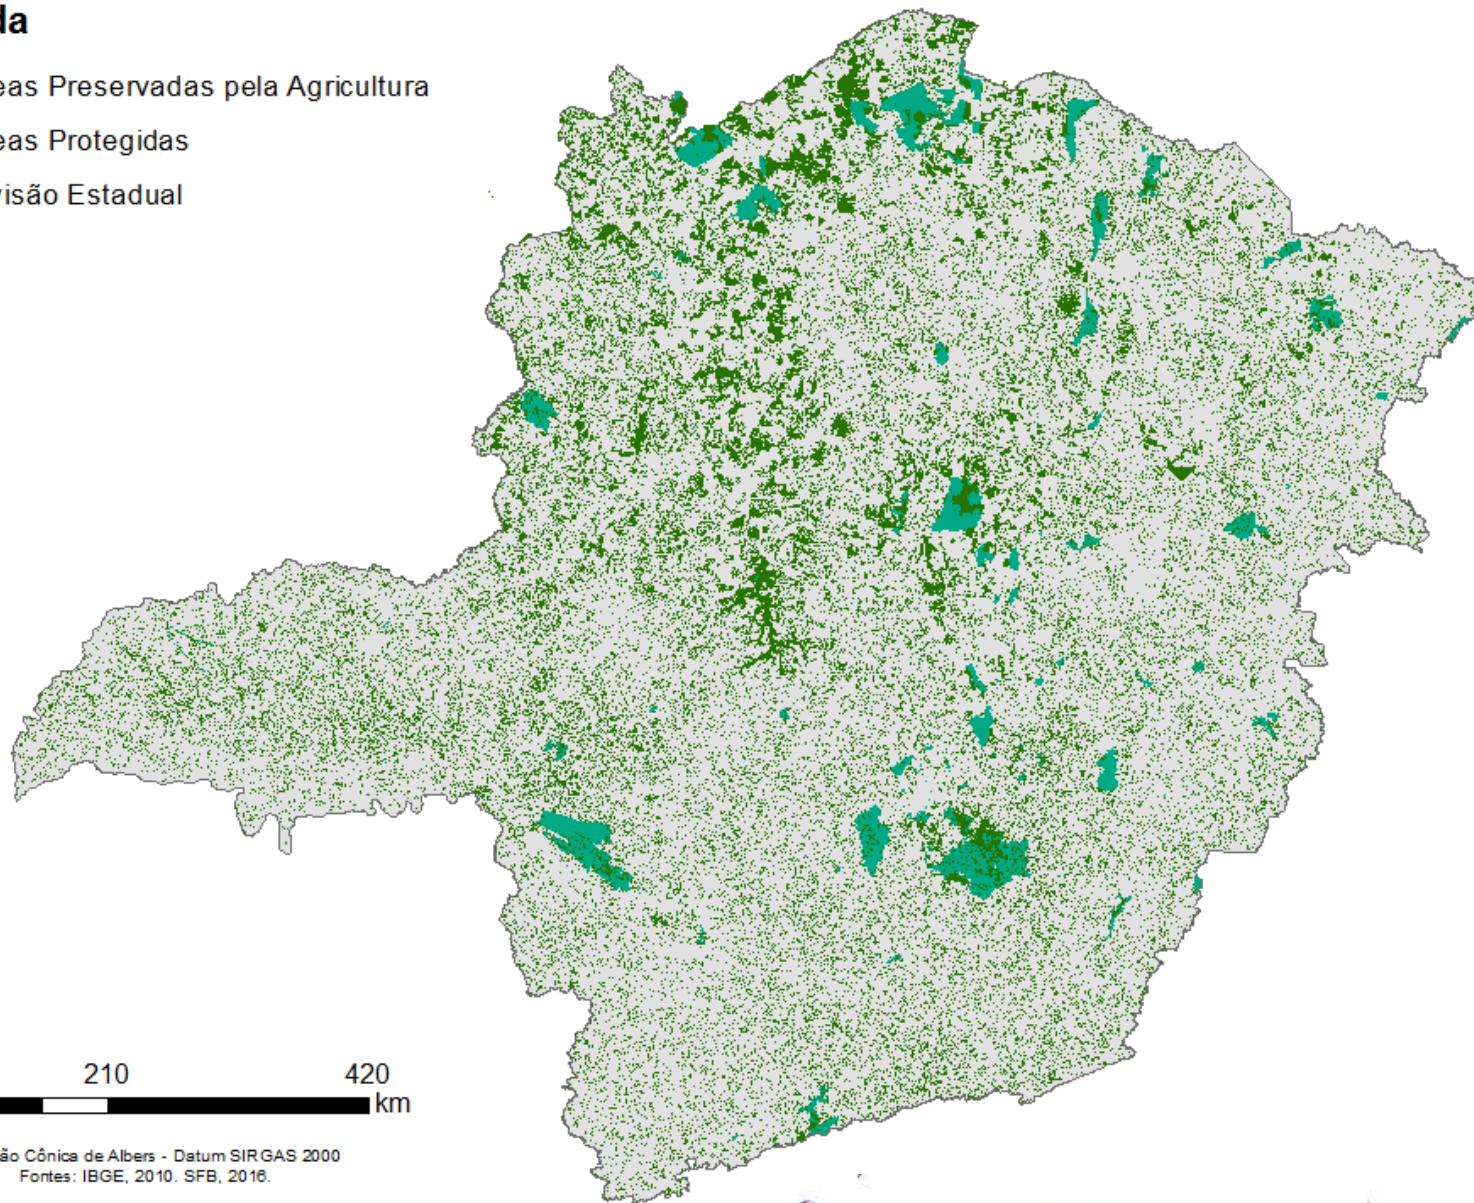 da
eas Preservadas pela Agricultura
eas Protegidas
visão Estadual
210 420
km
ão Cônica de Albers - Datum SIRGAS 2000
Fontes: IBGE, 2010. SFB, 2016.